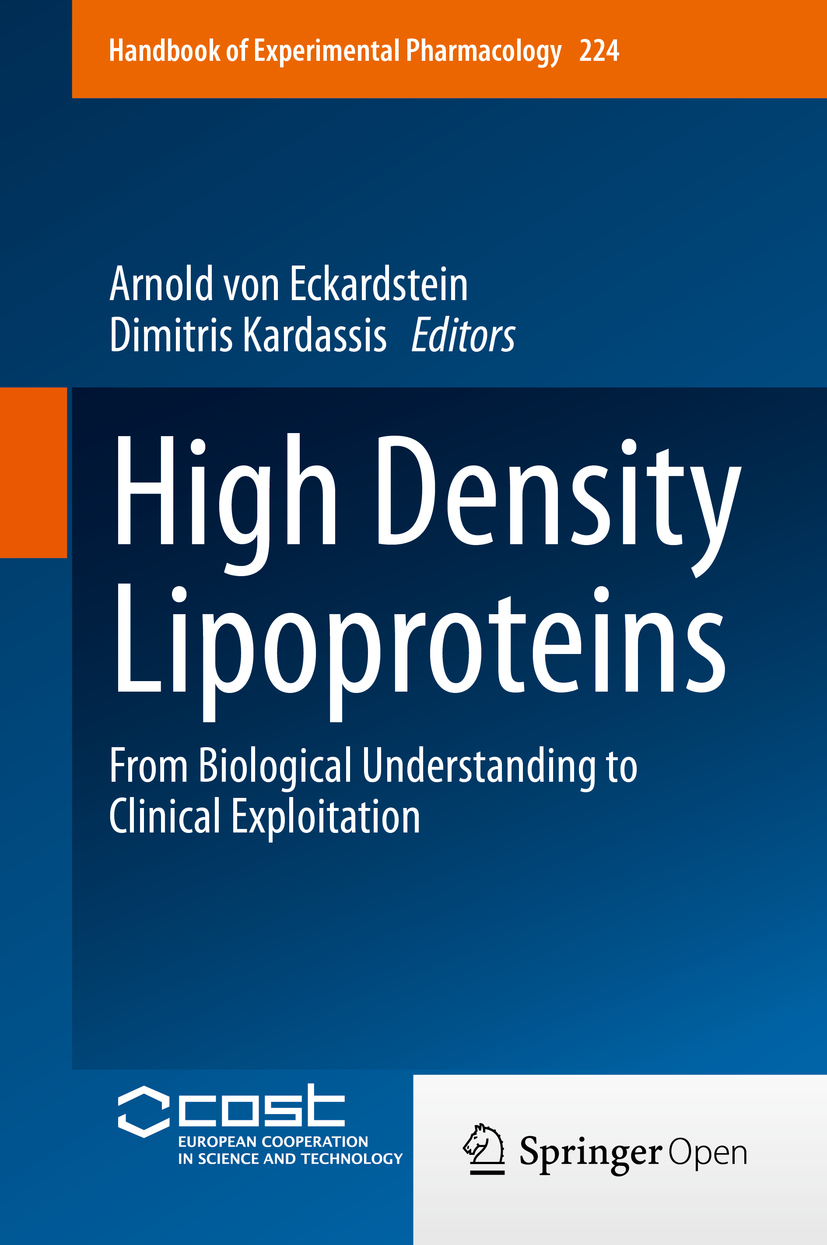 Handbook of Experimental Pharmacology 224
Arnold von Eckardstein
Dimitris Kardassis Editors
High Density
Lipoproteins
From Biological Understanding to
Clinical Exploitation
cost
EUROPEAN COOPERATION
IN SCIENCE AND TECHNOLOGY
Springer Open